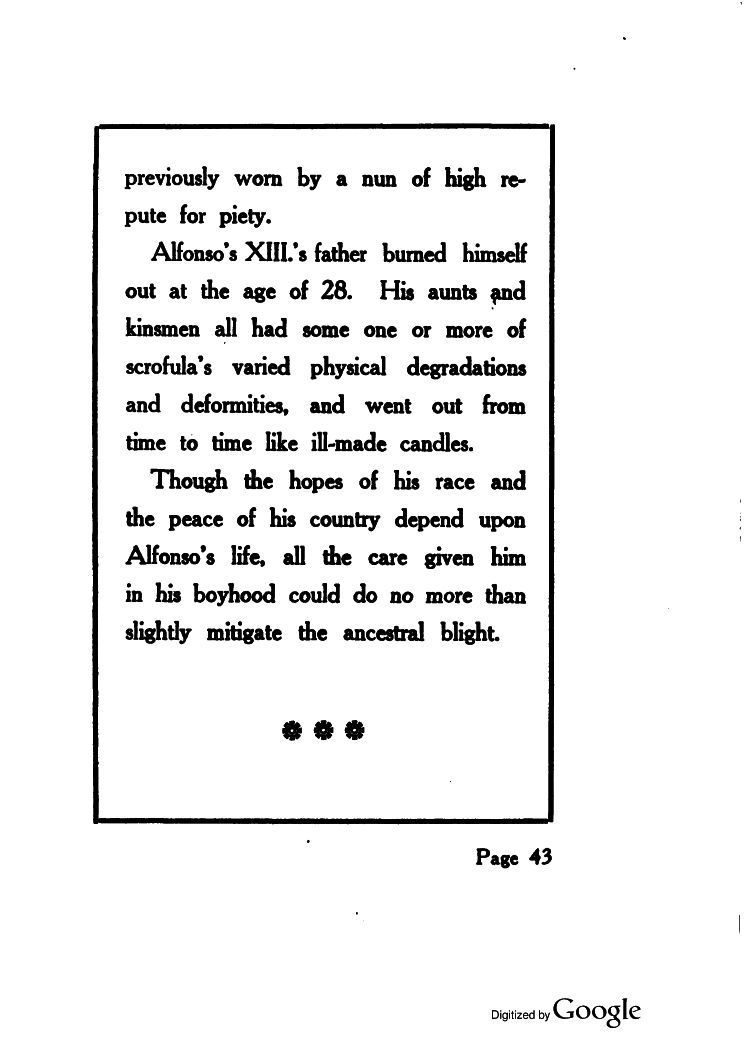 previously worn by a nun of high re-
pute for piety.
Alfonso's XIII.'s father burned himself
out at the age of 28. His aunts and
kinsmen all had some one or more of
scrofula's varied physical degradations
and deformities, and went out from
time to time like ill-made candles.
Though the hopes of his race and
the peace of his country depend upon
Alfonso's life, all the care given him
in his boyhood could do no more than
slightly mitigate the ancestral blight.
Page 43
Digitized by Google